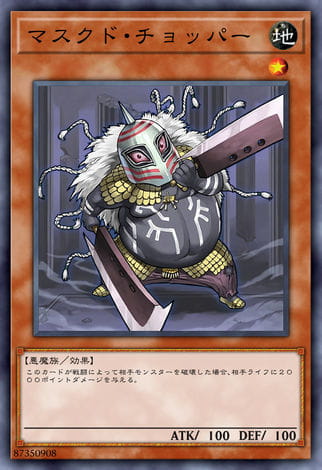 マスクド・チョッパー
地
【悪魔族／効果】
このカードが戦闘によって相手モンスターを破壊した場合、相手ライフに２０
００ポイントダメージを与える。
ATK/ 100 DEF/ 100
87350908